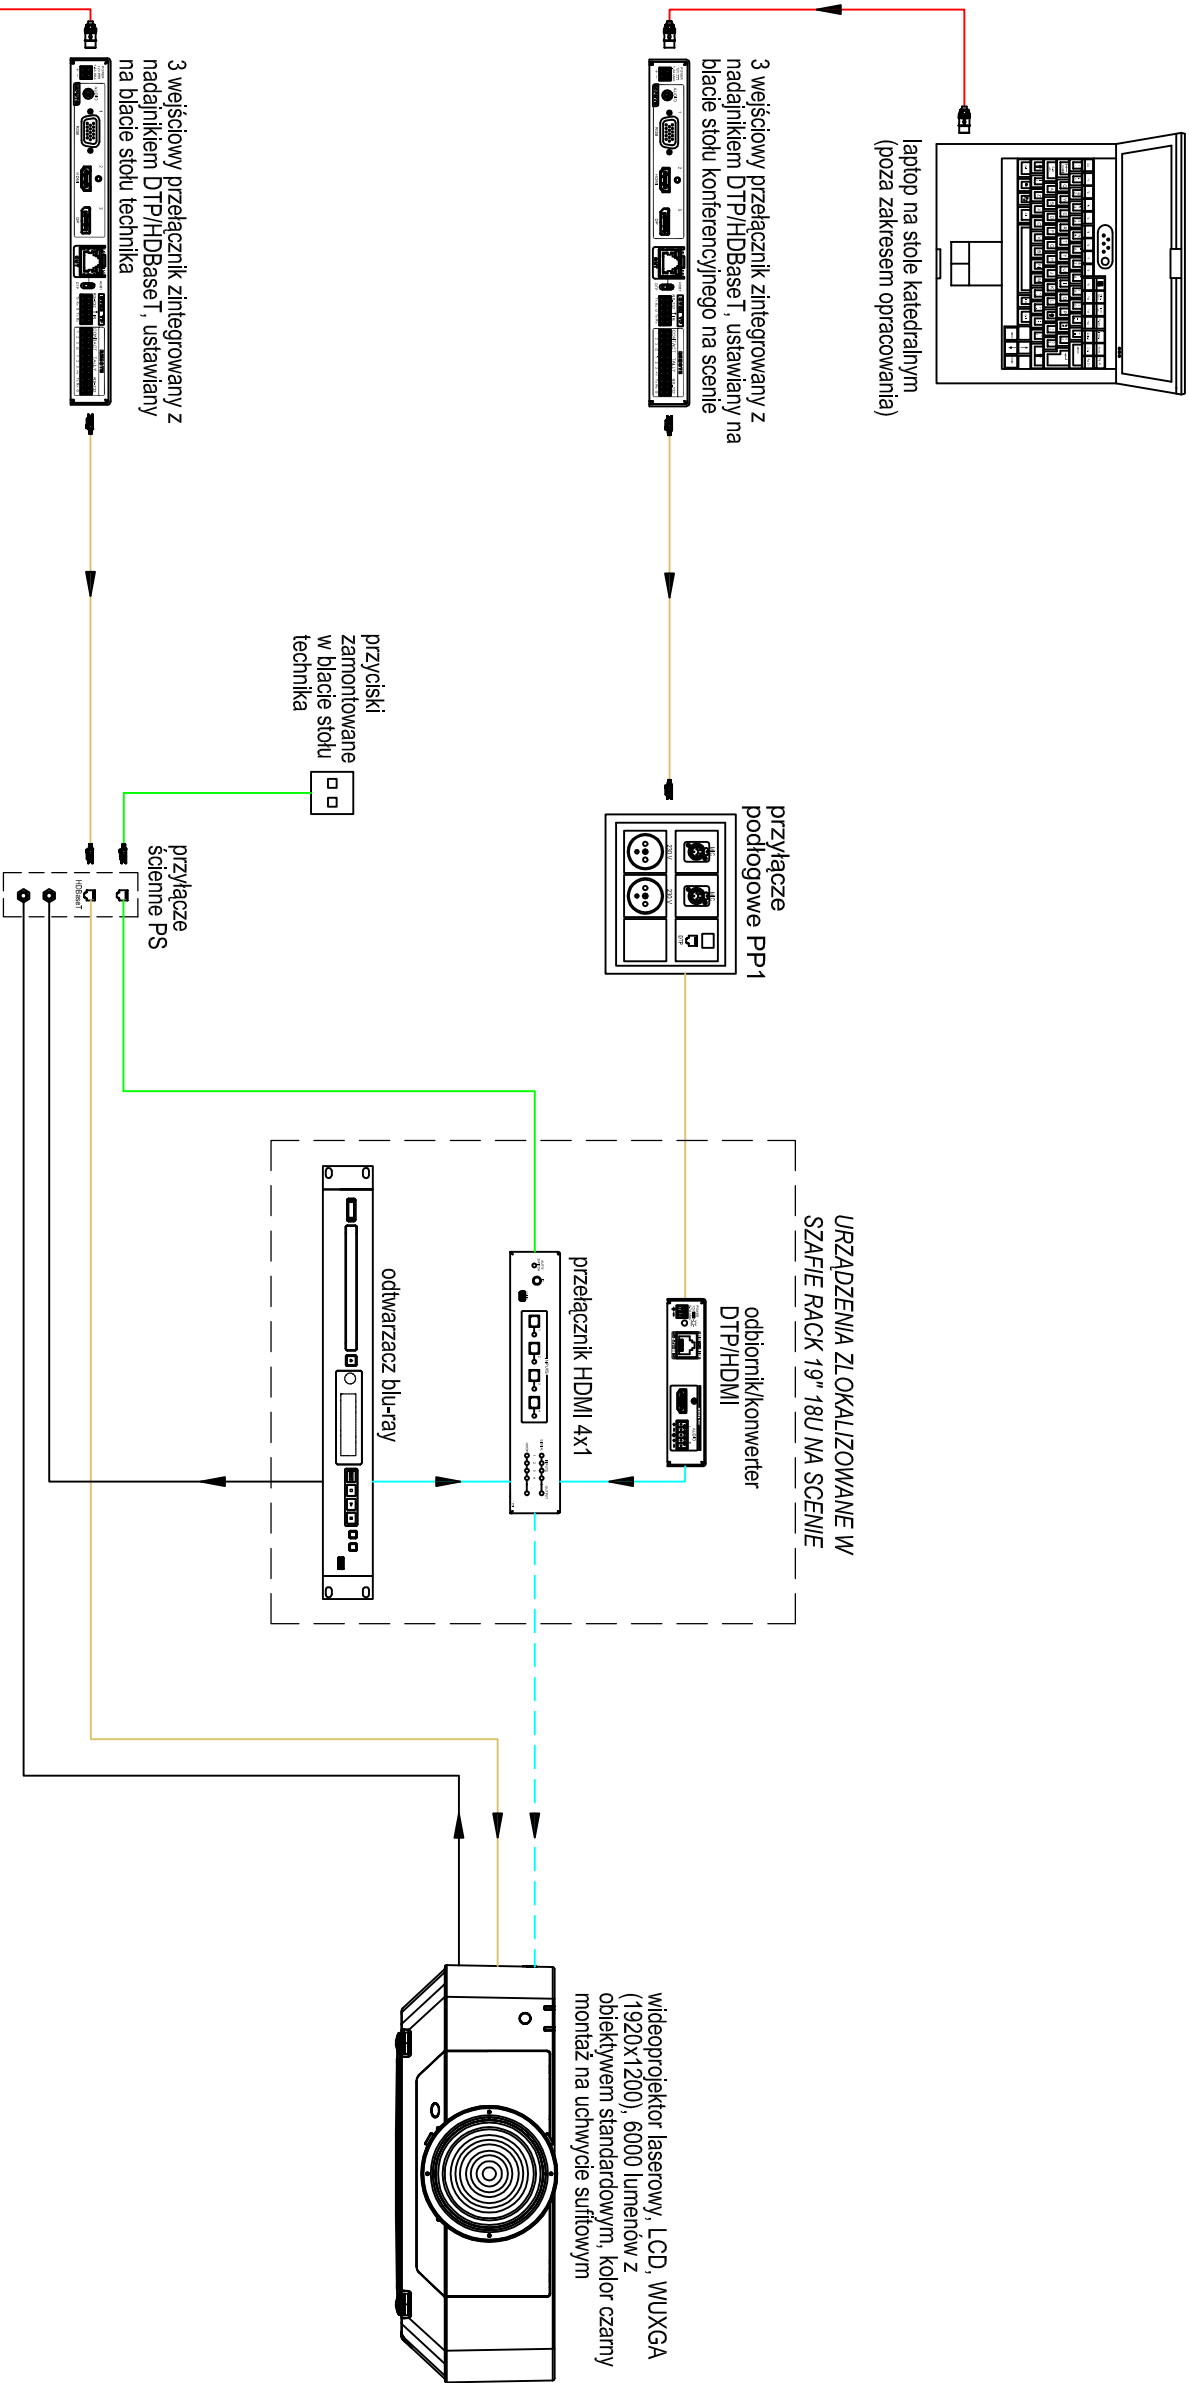 laptop na stole katedralnym
(poza zakresem opracowania)
3 wejściowy przełącznik zintegrowany z
nadajnikiem DTP/HDBaseT, ustawiany na
blacie stołu konferencyjnego na scenie
3 wejściowy przełącznik zintegrowany z
nadajnikiem DTP/HDBaseT, ustawiany
na blacie stołu technika
przyciski
zamontowane
w blacie stołu
technika
przyłącze
podłogowe PP1
230 V
230 V
DTP
przyłącze
ścienne PS
HDBaseT
URZĄDZENIA ZLOKALIZOWANE W
SZAFIE RACK 19" 18U NA SCENIE
odbiornik/konwerter
DTP/HDMI
przełącznik HDMI 4x1
odtwarzacz blu-ray
wideoprojektor laserowy, LCD, WUXGA
(1920x1200), 6000 lumenów z
obiektywem standardowym, kolor czarny
montaż na uchwycie sufitowym